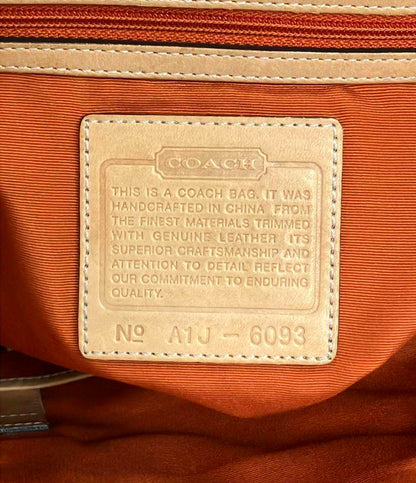 COACH
THIS IS A COACH BAG. IT WAS
HANDCRAFTED IN CHINA FROM
THE FINEST MATERIALS TRIMMED
WITH GENUINE LEATHER ITS
SUPERIOR CRAFTSMANSHIP AND
ATTENTION TO DETAIL REFLECT
OUR COMMITMENT TO ENDURING
QUALITY.
Nº A1J - 6093